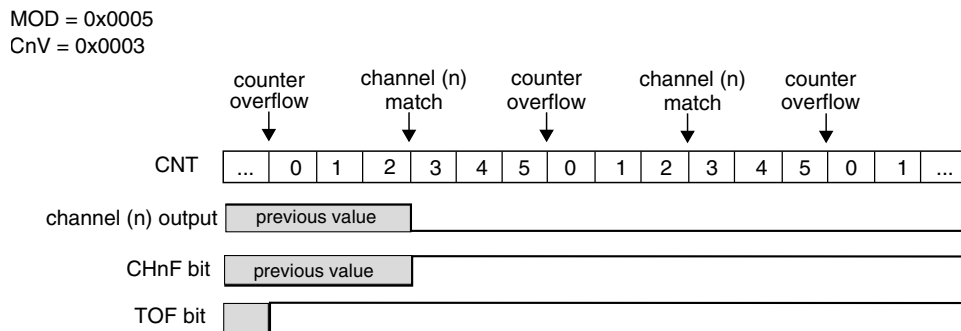 MOD = 0x0005
CnV = 0x0003
counter overflow
channel (n) match
counter overflow
channel (n) match
counter overflow
CNT ... 0 1 2 3 4 5 0 1 2 3 4 5 0 1 ...
channel (n) output previous value
CHnF bit previous value
TOF bit